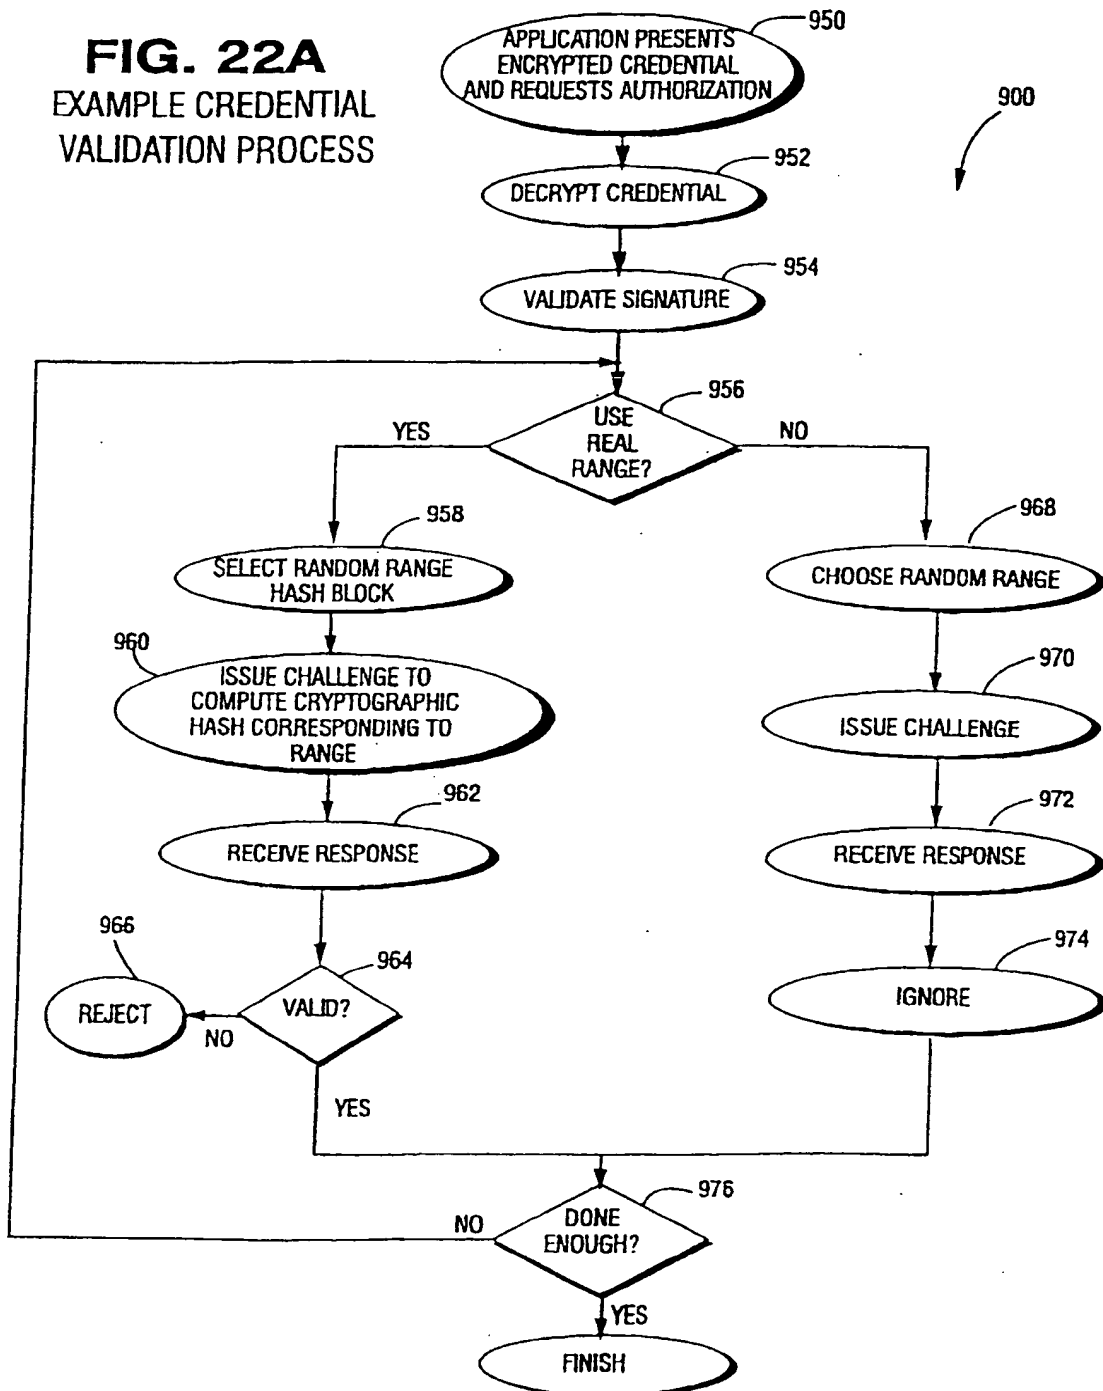 FIG. 22A
EXAMPLE CREDENTIAL
VALIDATION PROCESS
950
APPLICATION PRESENTS
ENCRYPTED CREDENTIAL
AND REQUESTS AUTHORIZATION
900
952
DECRYPT CREDENTIAL
954
VALIDATE SIGNATURE
956
USE
REAL
RANGE?
YES
NO
958
SELECT RANDOM RANGE
HASH BLOCK
968
CHOOSE RANDOM RANGE
960
ISSUE CHALLENGE TO
COMPUTE CRYPTOGRAPHIC
HASH CORRESPONDING TO
RANGE
970
ISSUE CHALLENGE
962
RECEIVE RESPONSE
972
RECEIVE RESPONSE
966
REJECT
NO
964
VALID?
YES
974
IGNORE
976
DONE
ENOUGH?
NO
YES
FINISH